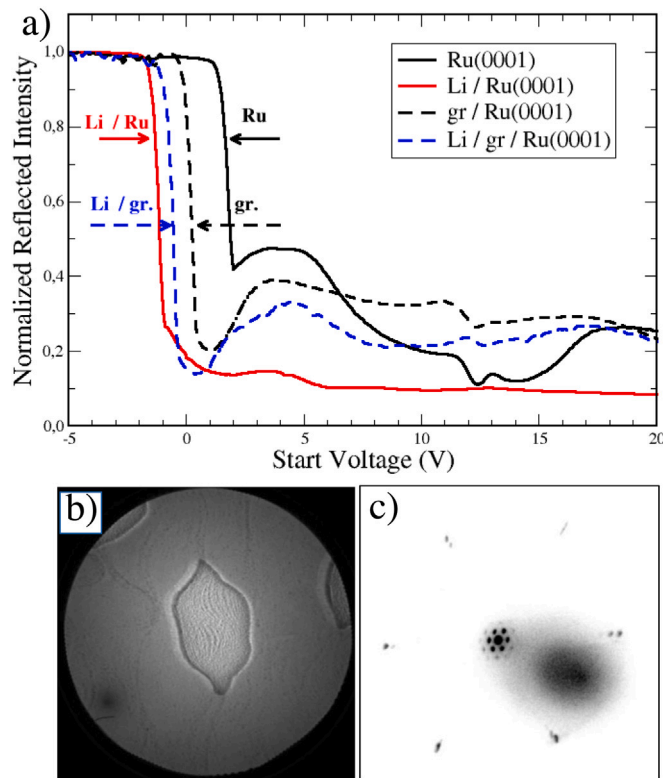 a)
Normalized Reflected Intensity
1,0
0,8
0,6
0,4
0,2
0,0
Ru(0001)
Li / Ru(0001)
gr / Ru(0001)
Li / gr / Ru(0001)
Li / Ru
Ru
Li / gr.
gr.
-5
0
5
10
15
20
Start Voltage (V)
b)
c)